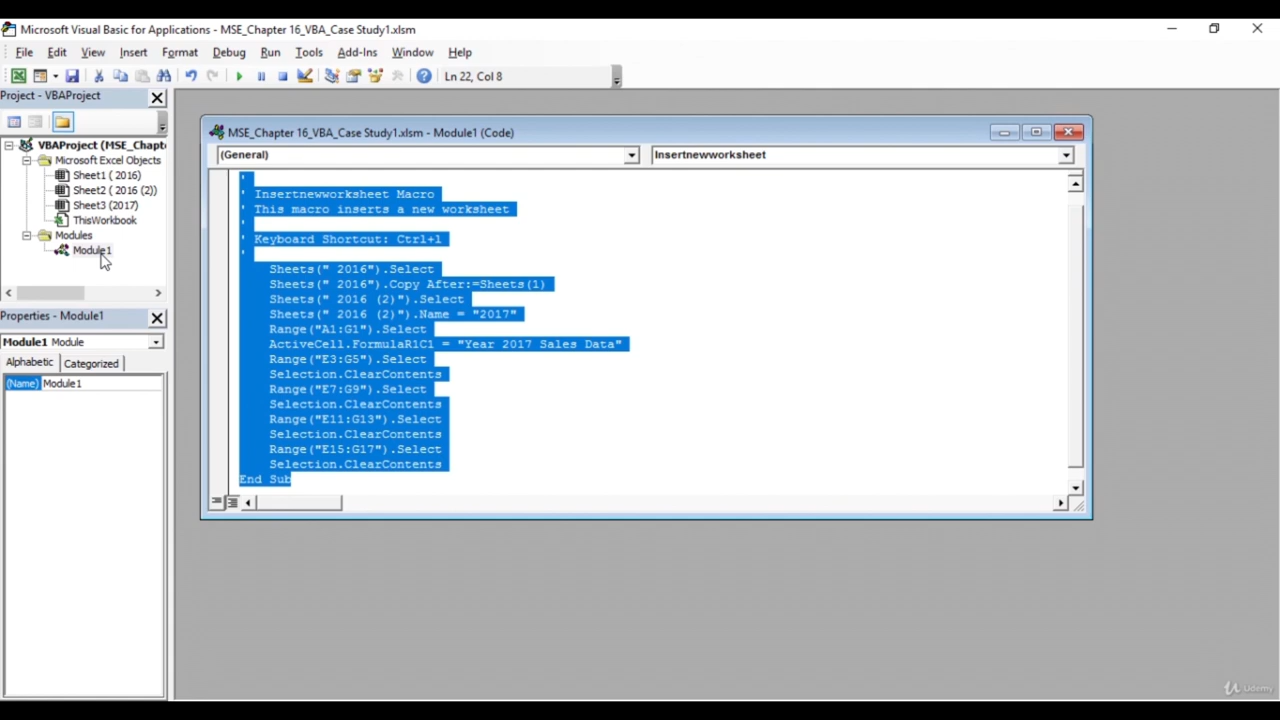 Microsoft Visual Basic for Applications - MSE_Chapter 16_VBA_Case Study1.xlsm
File Edit View Insert Format Debug Run Tools Add-Ins Window Help
Ln 22, Col 8
Project - VBAProject
VBAProject (MSE_Chapt
Microsoft Excel Objects
Sheet1 ( 2016)
Sheet2 ( 2016 (2))
Sheet3 (2017)
ThisWorkbook
Modules
Module1
Properties - Module1
Module1 Module
Alphabetic Categorized
(Name) Module1
MSE_Chapter 16_VBA_Case Study1.xlsm - Module1 (Code)
(General) Insertnewworksheet
'
' Insertnewworksheet Macro
' This macro inserts a new worksheet
'
' Keyboard Shortcut: Ctrl+l
'
Sheets(" 2016").Select
Sheets(" 2016").Copy After:=Sheets(1)
Sheets(" 2016 (2)").Select
Sheets(" 2016 (2)").Name = "2017"
Range("A1:G1").Select
ActiveCell.FormulaR1C1 = "Year 2017 Sales Data"
Range("E3:G5").Select
Selection.ClearContents
Range("E7:G9").Select
Selection.ClearContents
Range("E11:G13").Select
Selection.ClearContents
Range("E15:G17").Select
Selection.ClearContents
End Sub
Udemy